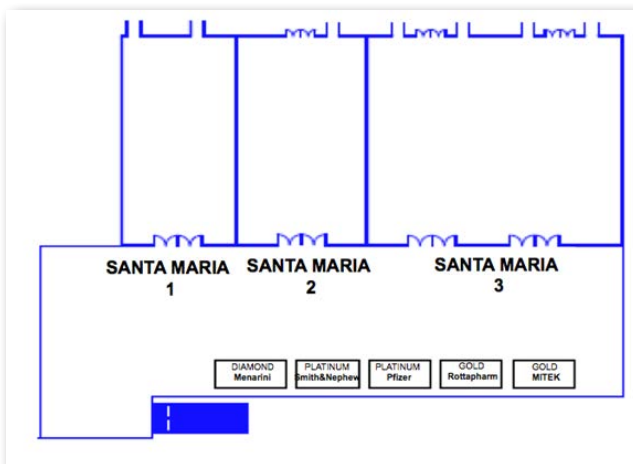 SANTA MARIA
1
SANTA MARIA
2
SANTA MARIA
3
DIAMOND
Menarini
PLATINUM
Smith&Nephew
PLATINUM
Pfizer
GOLD
Rottapharm
GOLD
MITEK